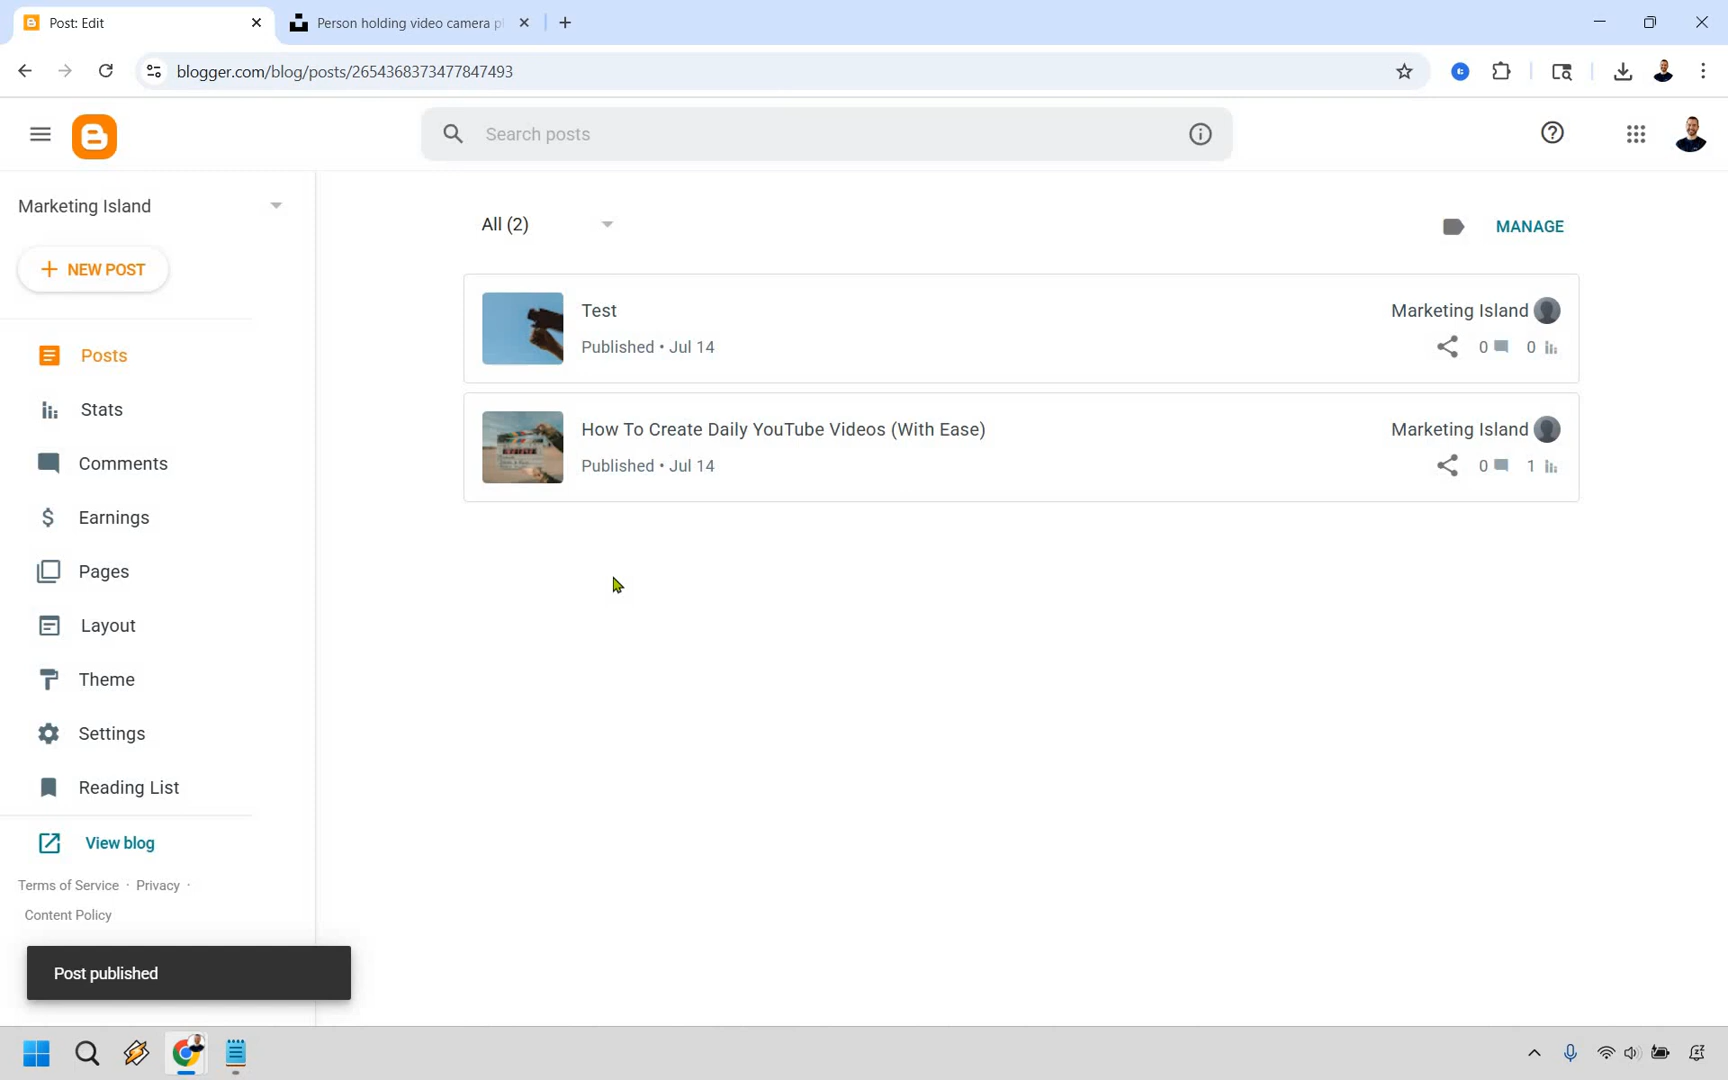 Post: Edit
Person holding video camera p
blogger.com/blog/posts/2654368373477847493
Search posts
Marketing Island
NEW POST
Posts
Stats
Comments
Earnings
Pages
Layout
Theme
Settings
Reading List
View blog
Terms of Service · Privacy ·
Content Policy
Post published
All (2)
MANAGE
Test
Published • Jul 14
Marketing Island
0 0
How To Create Daily YouTube Videos (With Ease)
Published • Jul 14
Marketing Island
0 1